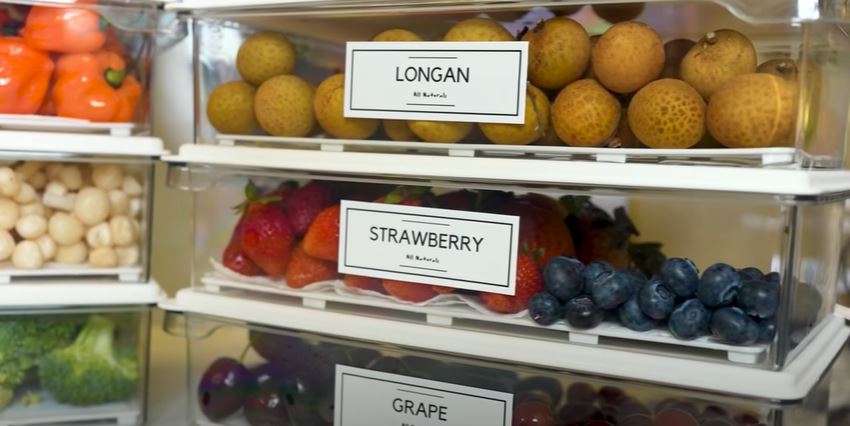 LONGAN
All Naturals
STRAWBERRY
All Naturals
GRAPE